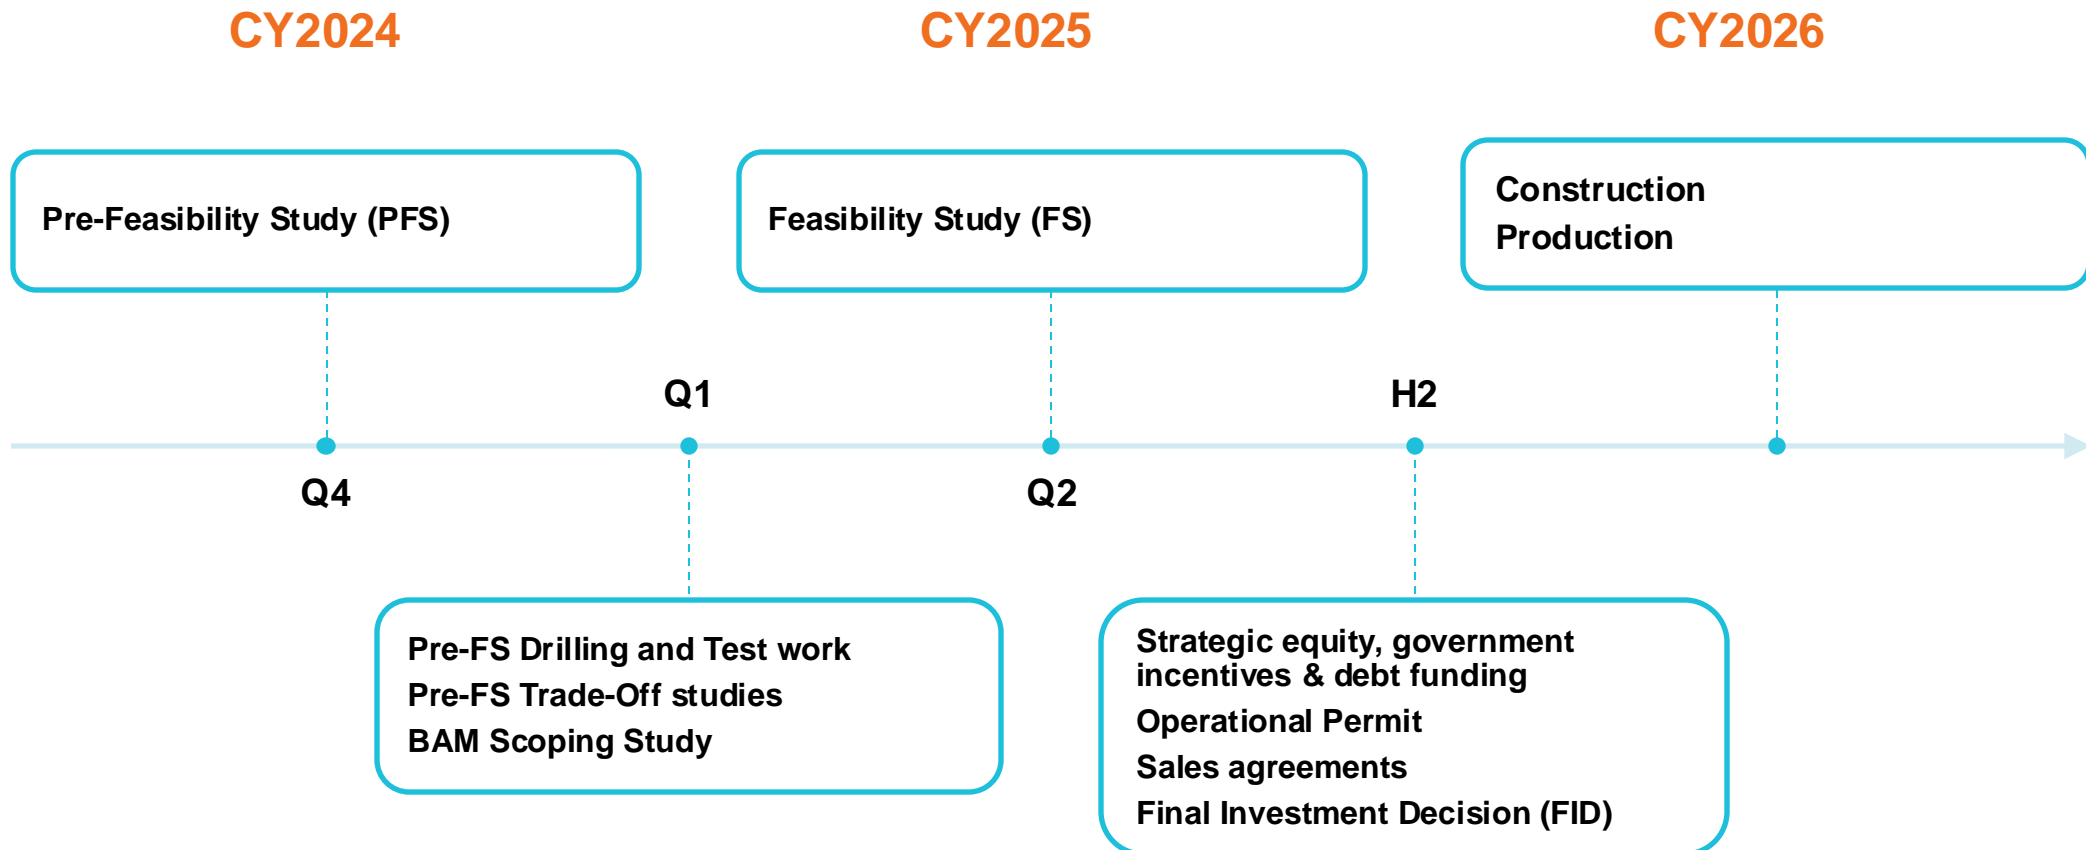 CY2024
CY2025
CY2026
Pre-Feasibility Study (PFS)
Feasibility Study (FS)
Construction
Production
Q1
H2
Q4
Q2
Pre-FS Drilling and Test work
Pre-FS Trade-Off studies
BAM Scoping Study
Strategic equity, government
incentives & debt funding
Operational Permit
Sales agreements
Final Investment Decision (FID)